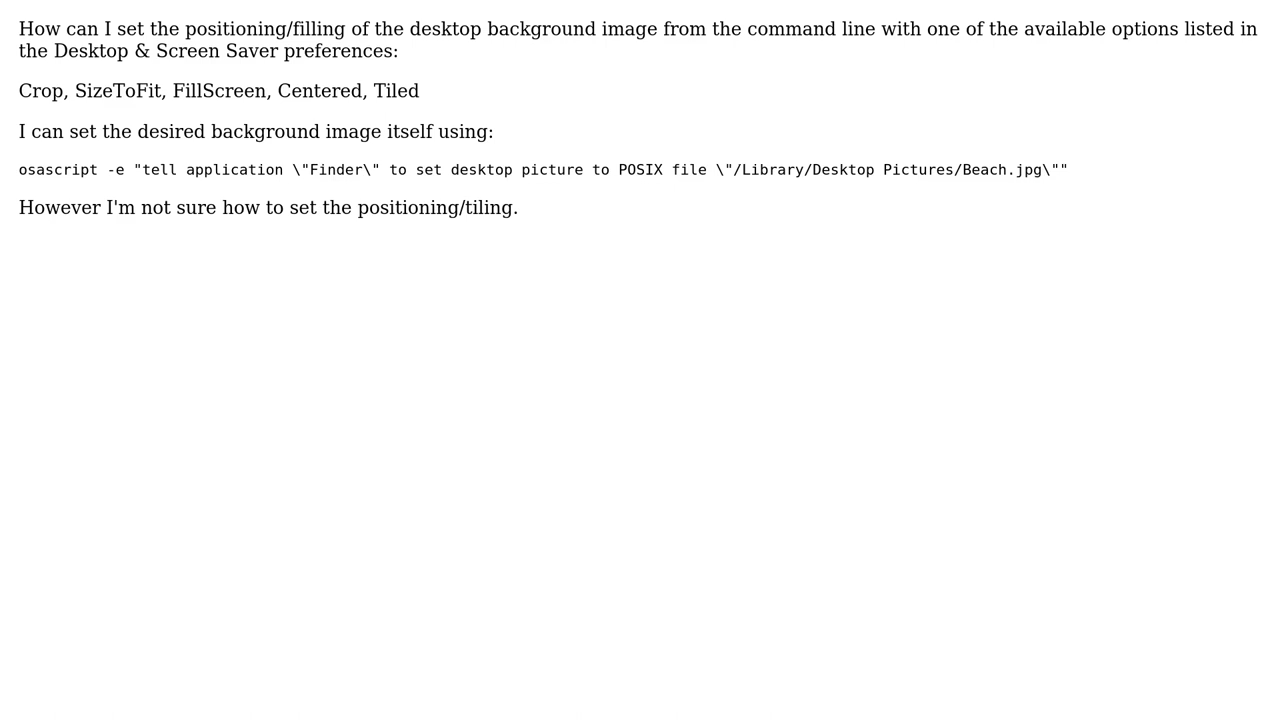 How can I set the positioning/filling of the desktop background image from the command line with one of the available options listed in
the Desktop & Screen Saver preferences:
Crop, SizeToFit, FillScreen, Centered, Tiled
I can set the desired background image itself using:
osascript -e "tell application \"Finder\" to set desktop picture to POSIX file \"/Library/Desktop Pictures/Beach.jpg\""
However I'm not sure how to set the positioning/tiling.